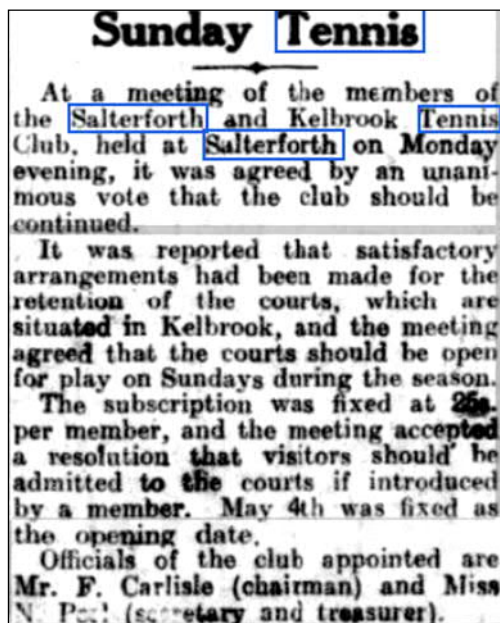 Sunday Tennis
At a meeting of the members of
the Salterforth and Kelbrook Tennis
Club, held at Salterforth on Monday
evening, it was agreed by an unani-
mous vote that the club should be
continued.
It was reported that satisfactory
arrangements had been made for the
retention of the courts, which are
situated in Kelbrook, and the meeting
agreed that the courts should be open
for play on Sundays during the season.
The subscription was fixed at 25s.
per member, and the meeting accepted
a resolution that visitors should be
admitted to the courts if introduced
by a member. May 4th was fixed as
the opening date.
Officials of the club appointed are
Mr. F. Carlisle (chairman) and Miss
N. (secretary and treasurer).